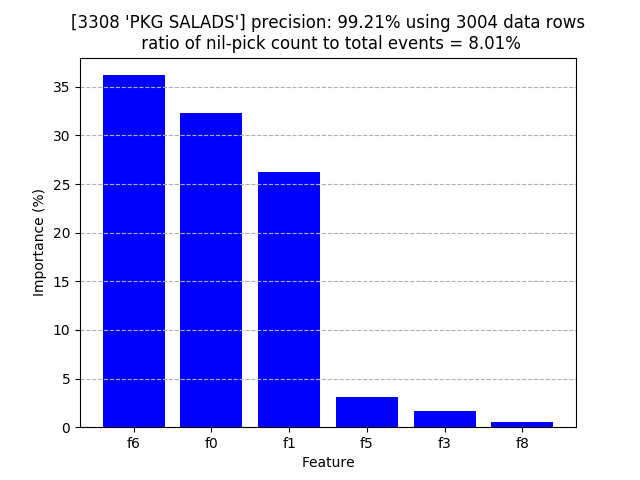 [3308 'PKG SALADS'] precision: 99.21% using 3004 data rows
ratio of nil-pick count to total events = 8.01%
Importance (%)
35
30
25
20
15
10
5
0
f6 f0 f1 f5 f3 f8
Feature